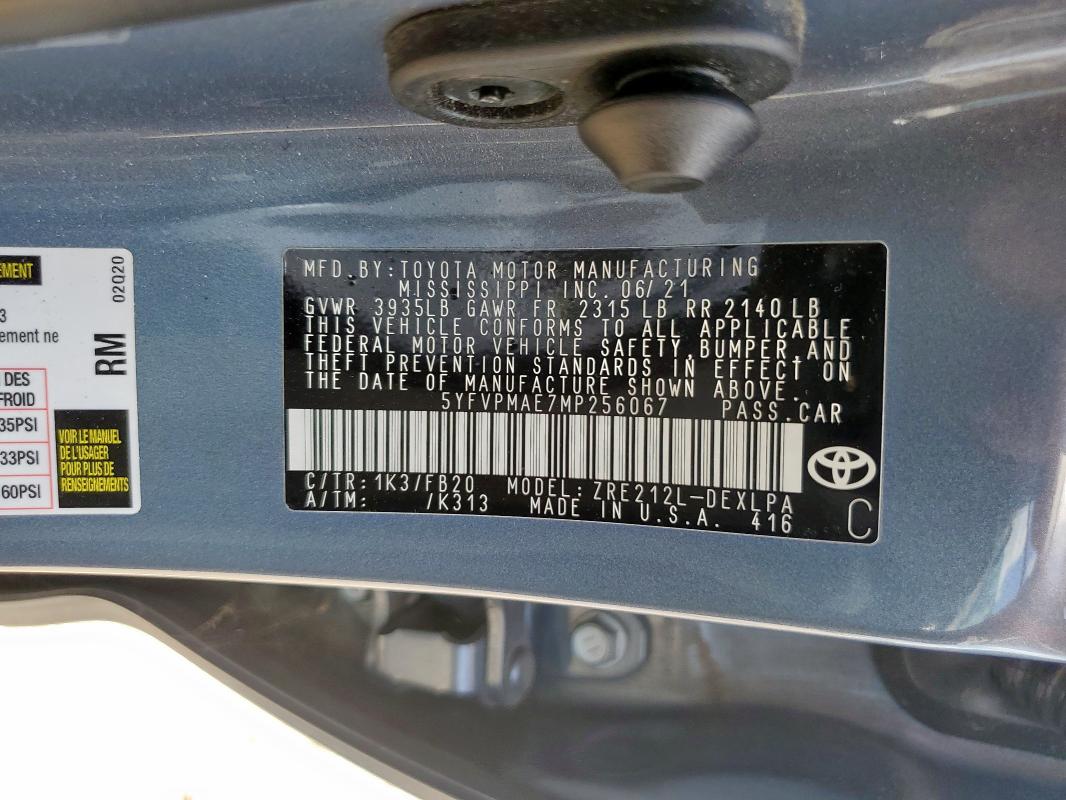 EMENT
3
ement ne
DES
FROID
35PSI
33PSI
60PSI
02020
RM
VOIR LE MANUEL
DE L'USAGER
POUR PLUS DE
RENSEIGNEMENTS
MFD. BY: TOYOTA MOTOR MANUFACTURING
MISSISSIPPI INC. 06/21
GVWR 3935LB GAWR FR 2315 LB RR 2140 LB
THIS VEHICLE CONFORMS TO ALL APPLICABLE
FEDERAL MOTOR VEHICLE SAFETY, BUMPER, AND
THEFT PREVENTION STANDARDS IN EFFECT ON
THE DATE OF MANUFACTURE SHOWN ABOVE.
5YFVPMAE7MP256067 PASS. CAR
C/TR: 1K3/FB20 MODEL: ZRE212L-DEXLPA
A/TM: /K313 MADE IN U.S.A. 416
C